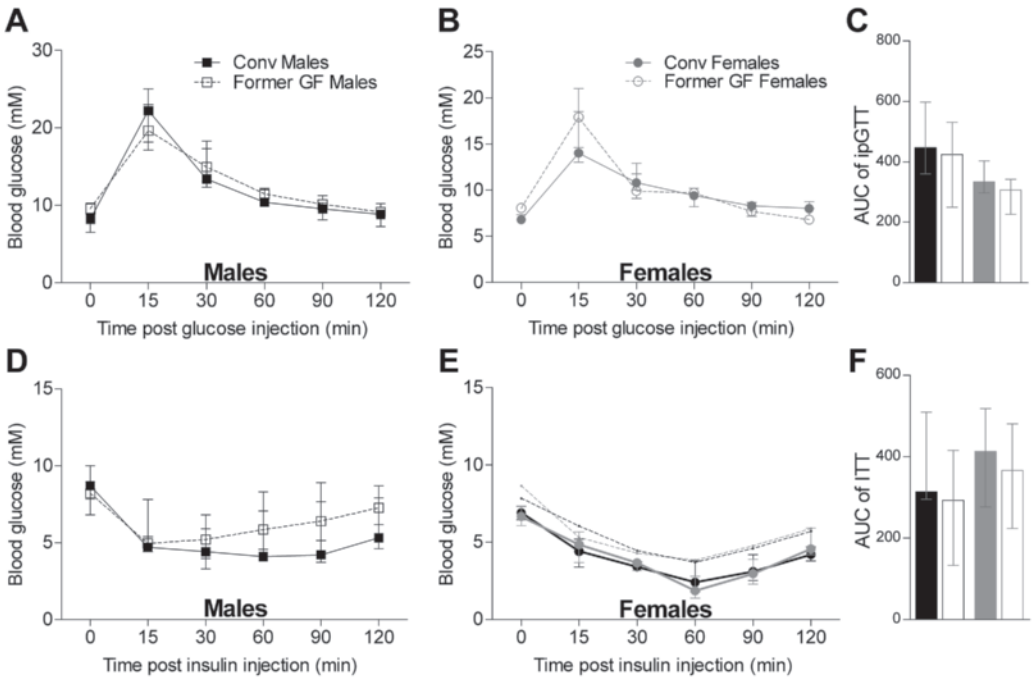 A
Blood glucose (mM)
30
20
10
0
Conv Males
Former GF Males
Males
0 15 30 60 90 120
Time post glucose injection (min)
B
Blood glucose (mM)
25
20
15
10
5
0
Conv Females
Former GF Females
Females
0 15 30 60 90 120
Time post glucose injection (min)
C
AUC of ipGTT
800
600
400
200
0
D
Blood glucose (mM)
15
10
5
0
Males
0 15 30 60 90 120
Time post insulin injection (min)
E
Blood glucose (mM)
15
10
5
0
Females
0 15 30 60 90 120
Time post insulin injection (min)
F
AUC of ITT
600
400
200
0